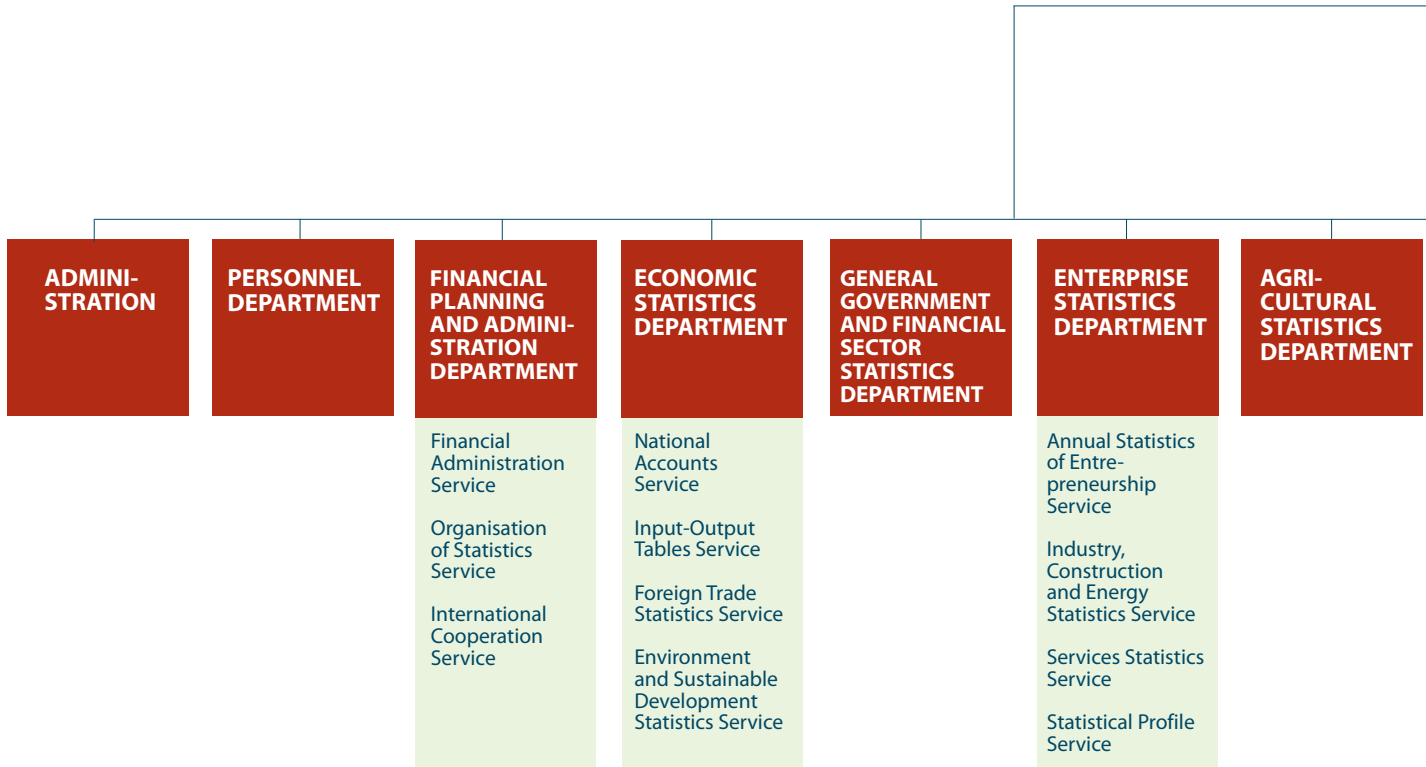 ADMINI-
STRATION
PERSONNEL
DEPARTMENT
FINANCIAL
PLANNING
AND ADMINI-
STRATION
DEPARTMENT
ECONOMIC
STATISTICS
DEPARTMENT
GENERAL
GOVERNMENT
AND FINANCIAL
SECTOR
STATISTICS
DEPARTMENT
ENTERPRISE
STATISTICS
DEPARTMENT
AGRI-
CULTURAL
STATISTICS
DEPARTMENT
Financial
Administration
Service
Organisation
of Statistics
Service
International
Cooperation
Service
National
Accounts
Service
Input-Output
Tables Service
Foreign Trade
Statistics Service
Environment
and Sustainable
Development
Statistics Service
Annual Statistics
of Entre-
preneurship
Service
Industry,
Construction
and Energy
Statistics Service
Services Statistics
Service
Statistical Profile
Service